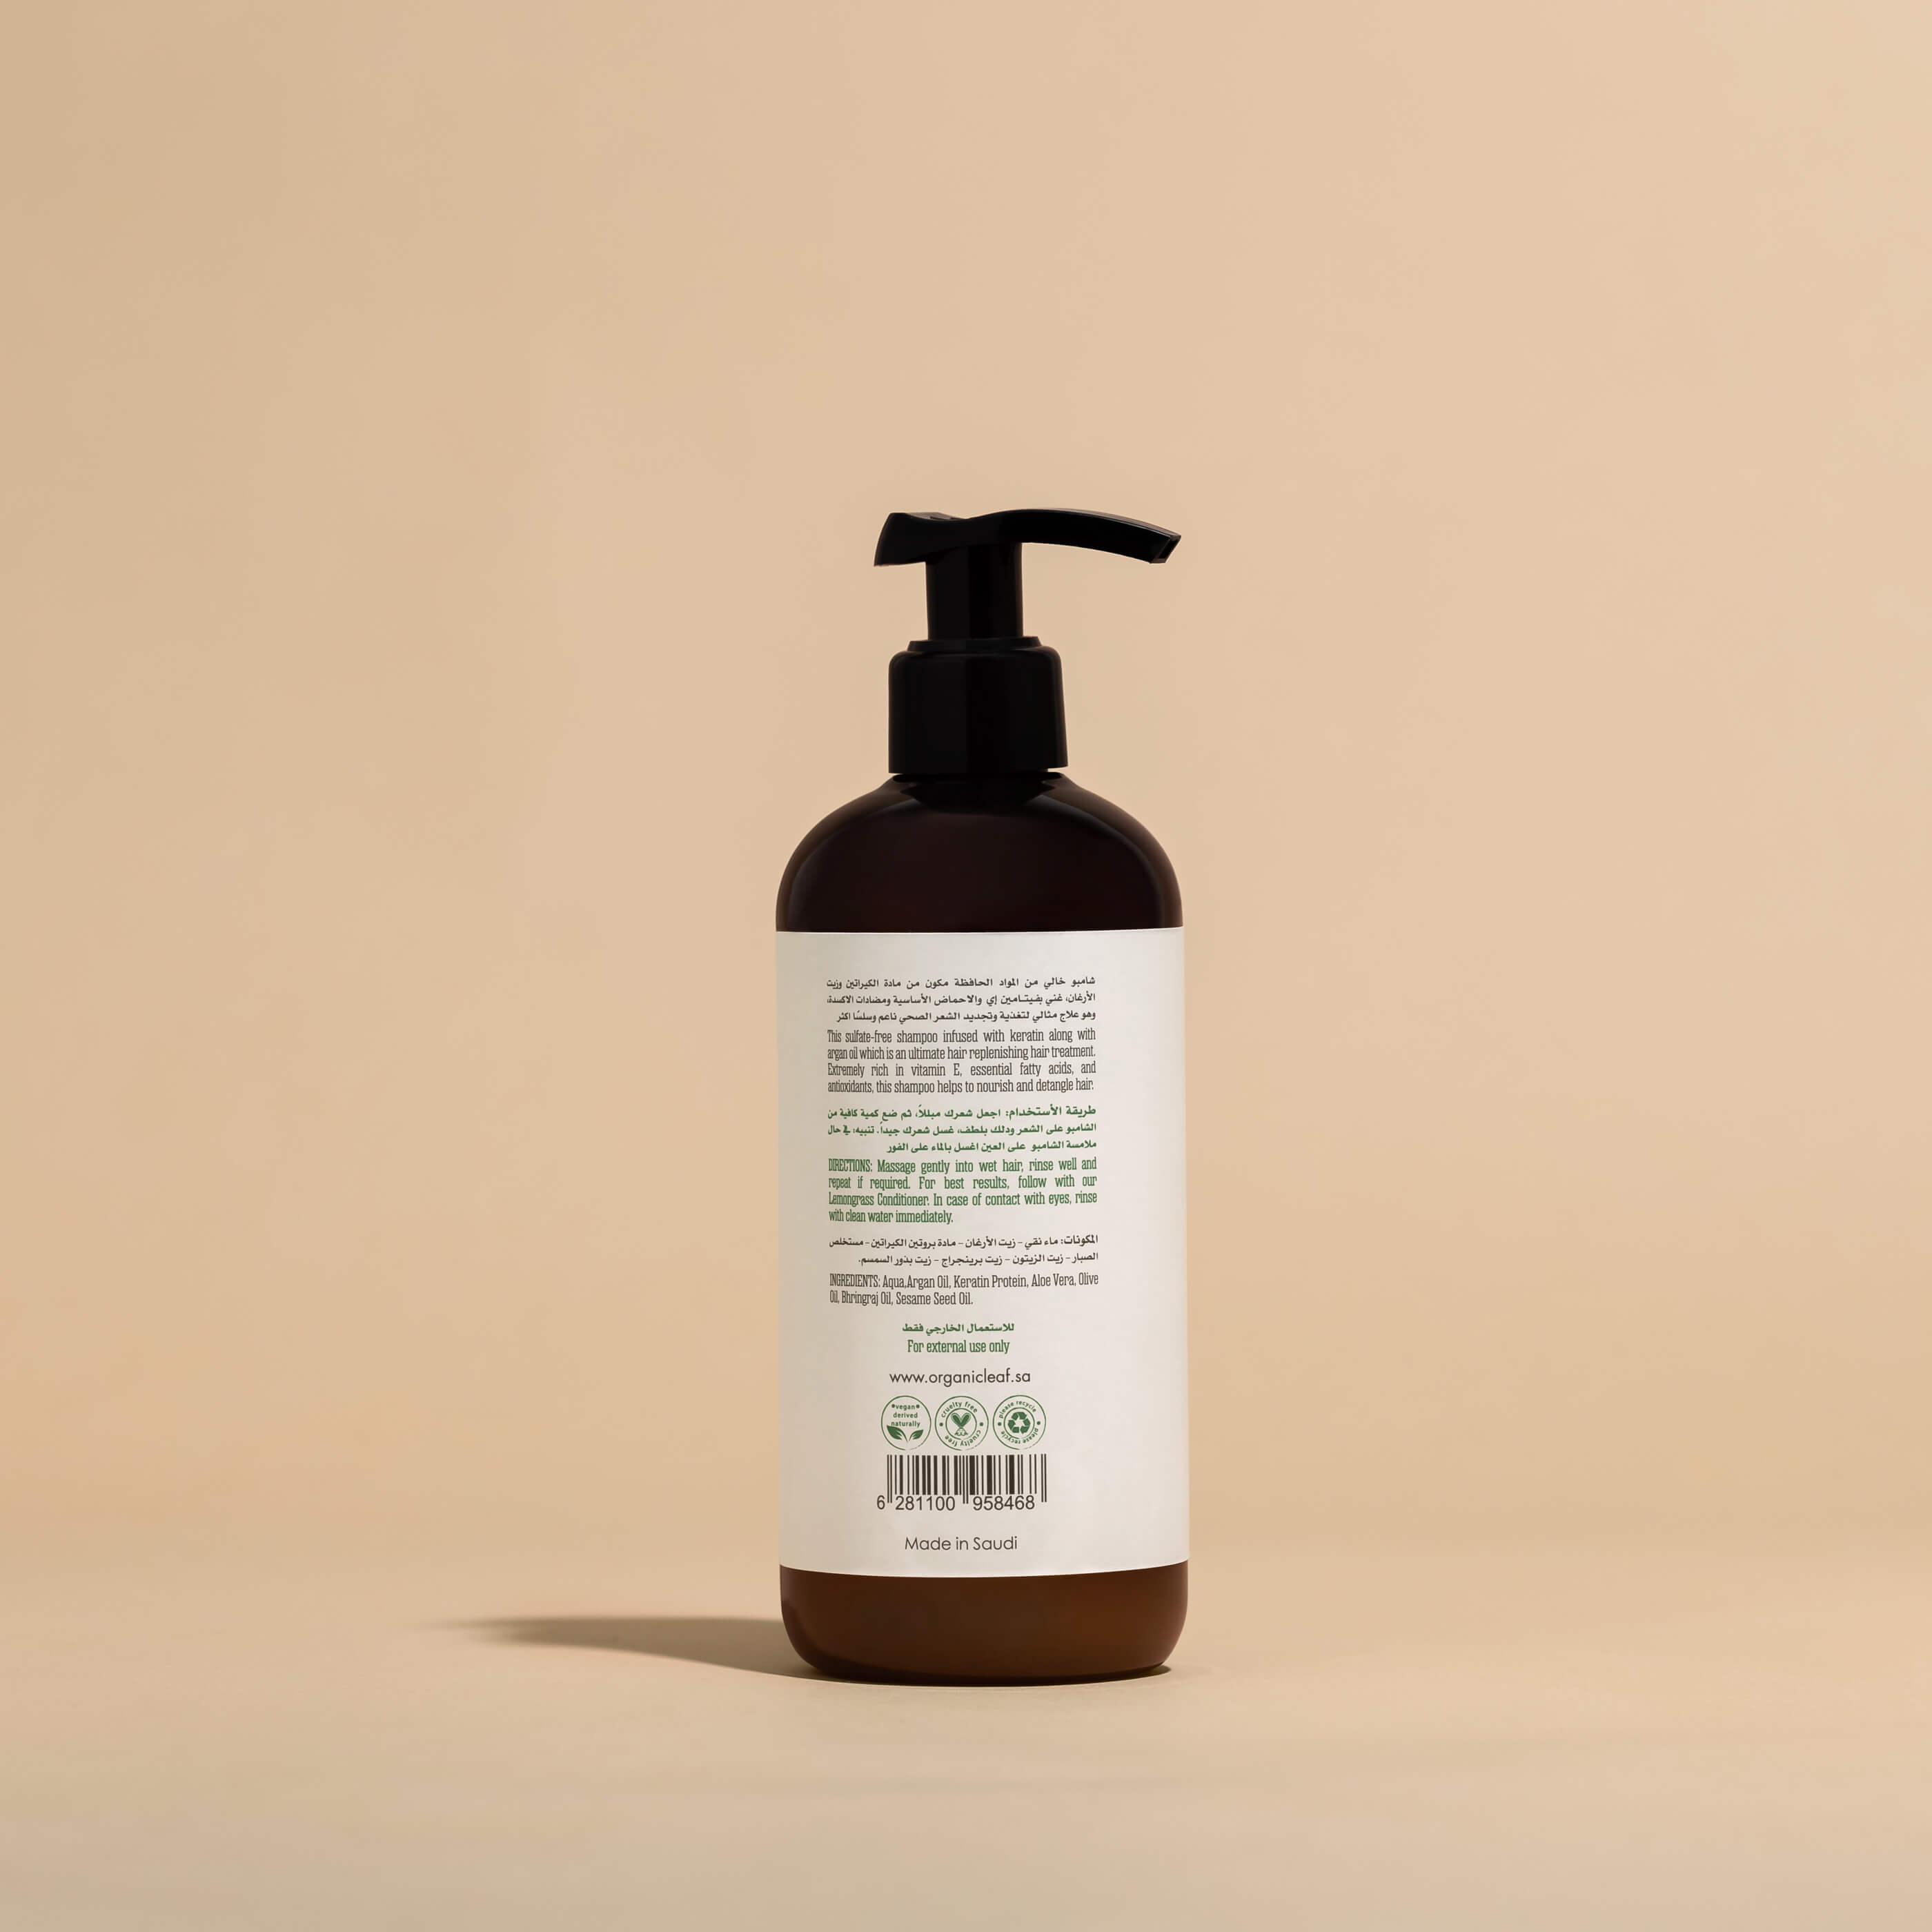 شامبو خالي من المواد الحافظة مكون من مادة الكيراتين وزيت
الأرغان، غني بفيتامين إي والاحماض الأساسية ومضادات الاكسدة،
وهو علاج مثالي لتغذية وتجديد الشعر الصحي ناعم وسلسًا اكثر
This sulfate-free shampoo infused with keratin along with
argan oil which is an ultimate hair replenishing hair treatment.
Extremely rich in vitamin E, essential fatty acids, and
antioxidants, this shampoo helps to nourish and detangle hair.
طريقة الأستخدام: اجعل شعرك مبللاً، ثم ضع كمية كافية من
الشامبو على الشعر ودلك بلطف، غسل شعرك جيداً. تنبيه: في حال
ملامسة الشامبو على العين اغسل بالماء على الفور
DIRECTIONS: Massage gently into wet hair, rinse well and
repeat if required. For best results, follow with our
Lemongrass Conditioner. In case of contact with eyes, rinse
with clean water immediately.
المكونات: ماء نقي - زيت الأرغان - مادة بروتين الكيراتين - مستخلص
الصبار - زيت الزيتون - زيت برينجراج - زيت بذور السمسم.
INGREDIENTS: Aqua,Argan Oil, Keratin Protein, Aloe Vera, Olive
Oil, Bhringraj Oil, Sesame Seed Oil.
للاستعمال الخارجي فقط
For external use only
www.organicleaf.sa
vegan
derived
naturally
cruelty free
cruelty free
please recycle
please recycle
6 281100 958468
Made in Saudi